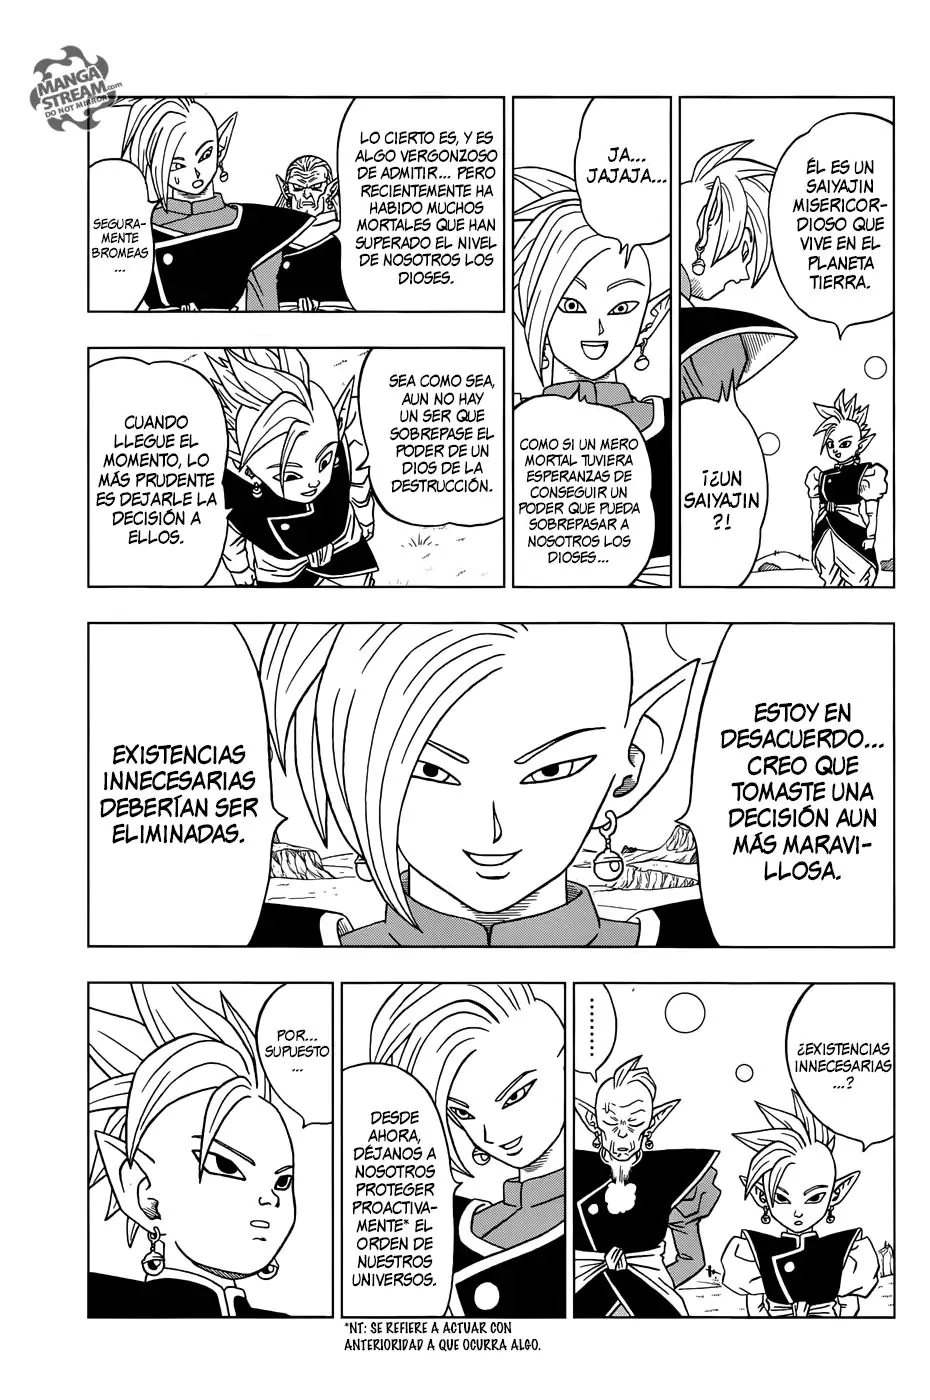 MANGA
STREAM.com
DO NOT MIRROR
ÉL ES UN
SAIYAJIN
MISERICOR-
DIOSO QUE
VIVE EN EL
PLANETA
TIERRA.
¡¿UN
SAIYAJIN
?!
JA...
JAJAJA...
COMO SI UN MERO
MORTAL TUVIERA
ESPERANZAS DE
CONSEGUIR UN
PODER QUE PUEDA
SOBREPASAR A
NOSOTROS LOS
DIOSES...
LO CIERTO ES, Y ES
ALGO VERGONZOSO
DE ADMITIR... PERO
RECIENTEMENTE HA
HABIDO MUCHOS
MORTALES QUE HAN
SUPERADO EL NIVEL
DE NOSOTROS LOS
DIOSES.
SEGURA-
MENTE
BROMEAS
...
SEA COMO SEA,
AUN NO HAY
UN SER QUE
SOBREPASE EL
PODER DE UN
DIOS DE LA
DESTRUCCIÓN.
CUANDO
LLEGUE EL
MOMENTO, LO
MÁS PRUDENTE
ES DEJARLE LA
DECISIÓN A
ELLOS.
ESTOY EN
DESACUERDO...
CREO QUE
TOMASTE UNA
DECISIÓN AUN
MÁS MARAVI-
LLOSA.
EXISTENCIAS
INNECESARIAS
DEBERÍAN SER
ELIMINADAS.
¿EXISTENCIAS
INNECESARIAS
...?
........
DESDE
AHORA,
DÉJANOS A
NOSOTROS
PROTEGER
PROACTIVA-
MENTE* EL
ORDEN DE
NUESTROS
UNIVERSOS.
POR...
SUPUESTO
...
*NT: SE REFIERE A ACTUAR CON
ANTERIORIDAD A QUE OCURRA ALGO.